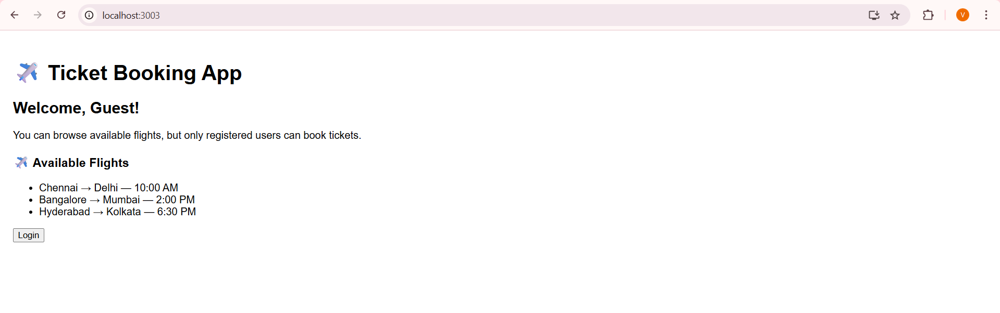 localhost:3003
V
✈️ Ticket Booking App
Welcome, Guest!
You can browse available flights, but only registered users can book tickets.
✈️ Available Flights
• Chennai → Delhi — 10:00 AM
• Bangalore → Mumbai — 2:00 PM
• Hyderabad → Kolkata — 6:30 PM
Login